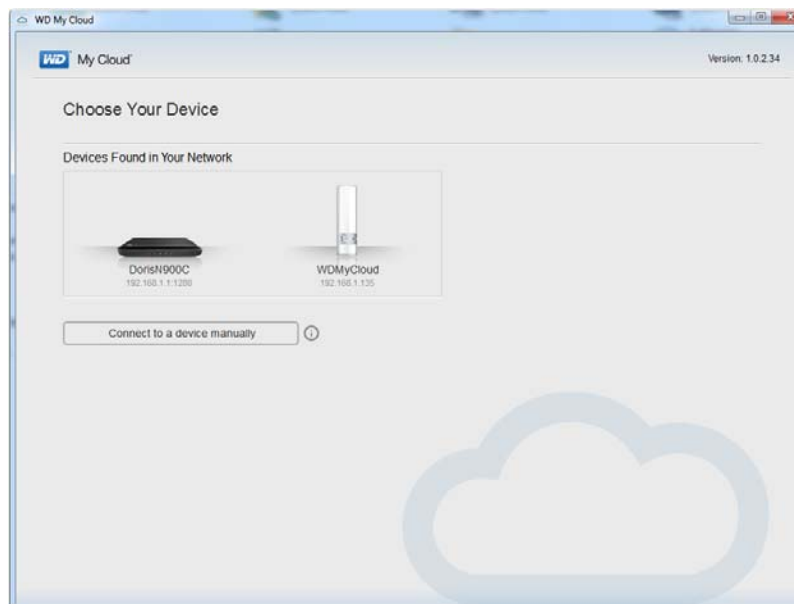 WD My Cloud
WD My Cloud
Version: 1.0.2.34
Choose Your Device
Devices Found in Your Network
DorisN900C WDMyCloud
192.168.1.1:1280 192.168.1.135
Connect to a device manually